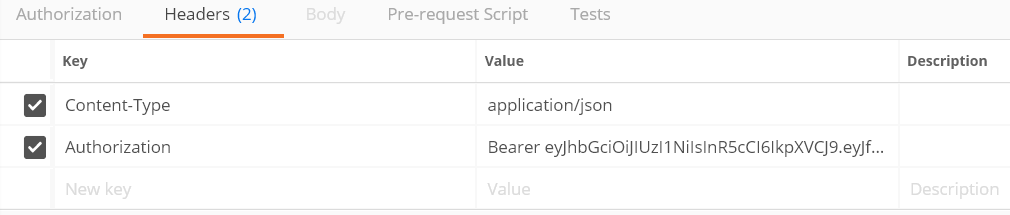 Authorization Headers (2) Body Pre-request Script Tests
Key Value Description
Content-Type application/json
Authorization Bearer eyJhbGciOiJIUzI1NiIsInR5cCI6IkpXVCJ9.eyJf...
New key Value Description